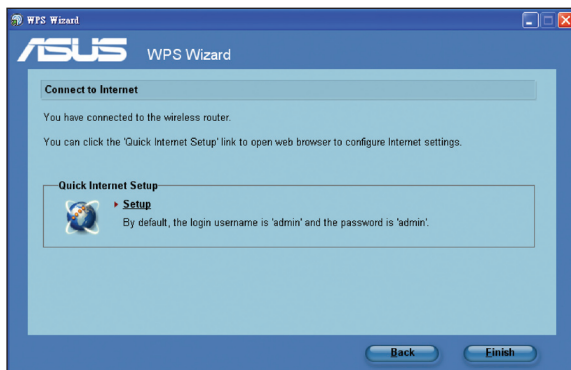 WPS Wizard
ASUS WPS Wizard
Connect to Internet
You have connected to the wireless router.
You can click the 'Quick Internet Setup' link to open web browser to configure Internet settings.
Quick Internet Setup
Setup
By default, the login username is 'admin' and the password is 'admin'.
Back Finish